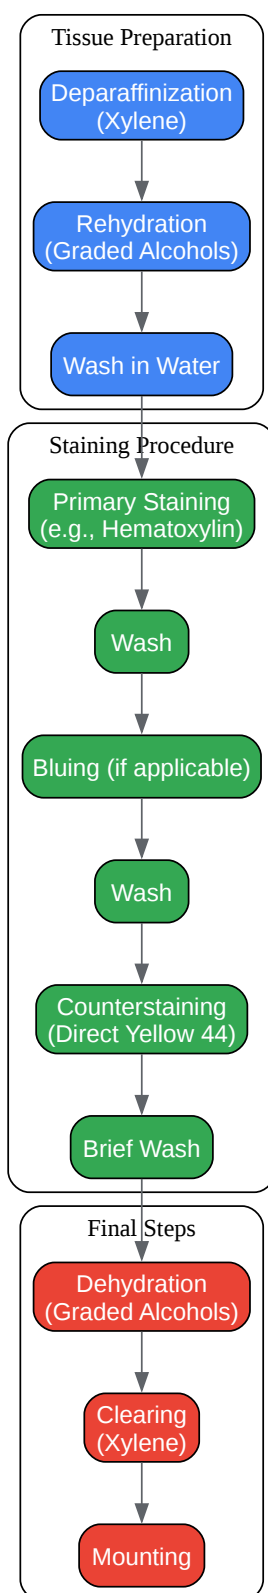 Tissue Preparation
Deparaffinization
(Xylene)
Rehydration
(Graded Alcohols)
Wash in Water
Staining Procedure
Primary Staining
(e.g., Hematoxylin)
Wash
Bluing (if applicable)
Wash
Counterstaining
(Direct Yellow 44)
Brief Wash
Final Steps
Dehydration
(Graded Alcohols)
Clearing
(Xylene)
Mounting